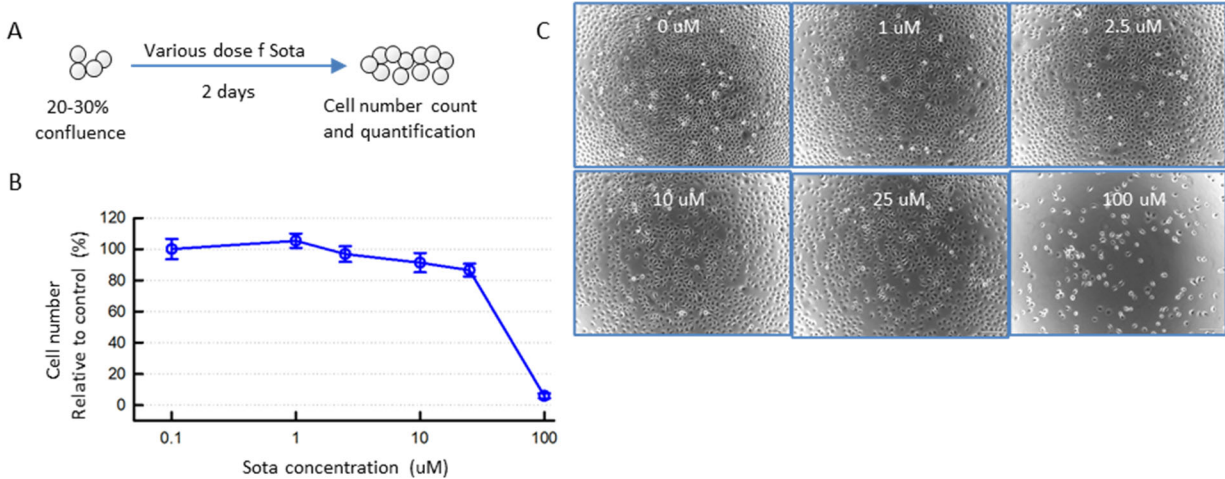 A
Various dose f Sota
2 days
20-30%
confluence
Cell number count
and quantification
B
Cell number
Relative to control (%)
120
100
80
60
40
20
0
0.1
1
10
100
Sota concentration (uM)
C
0 uM
1 uM
2.5 uM
10 uM
25 uM
100 uM